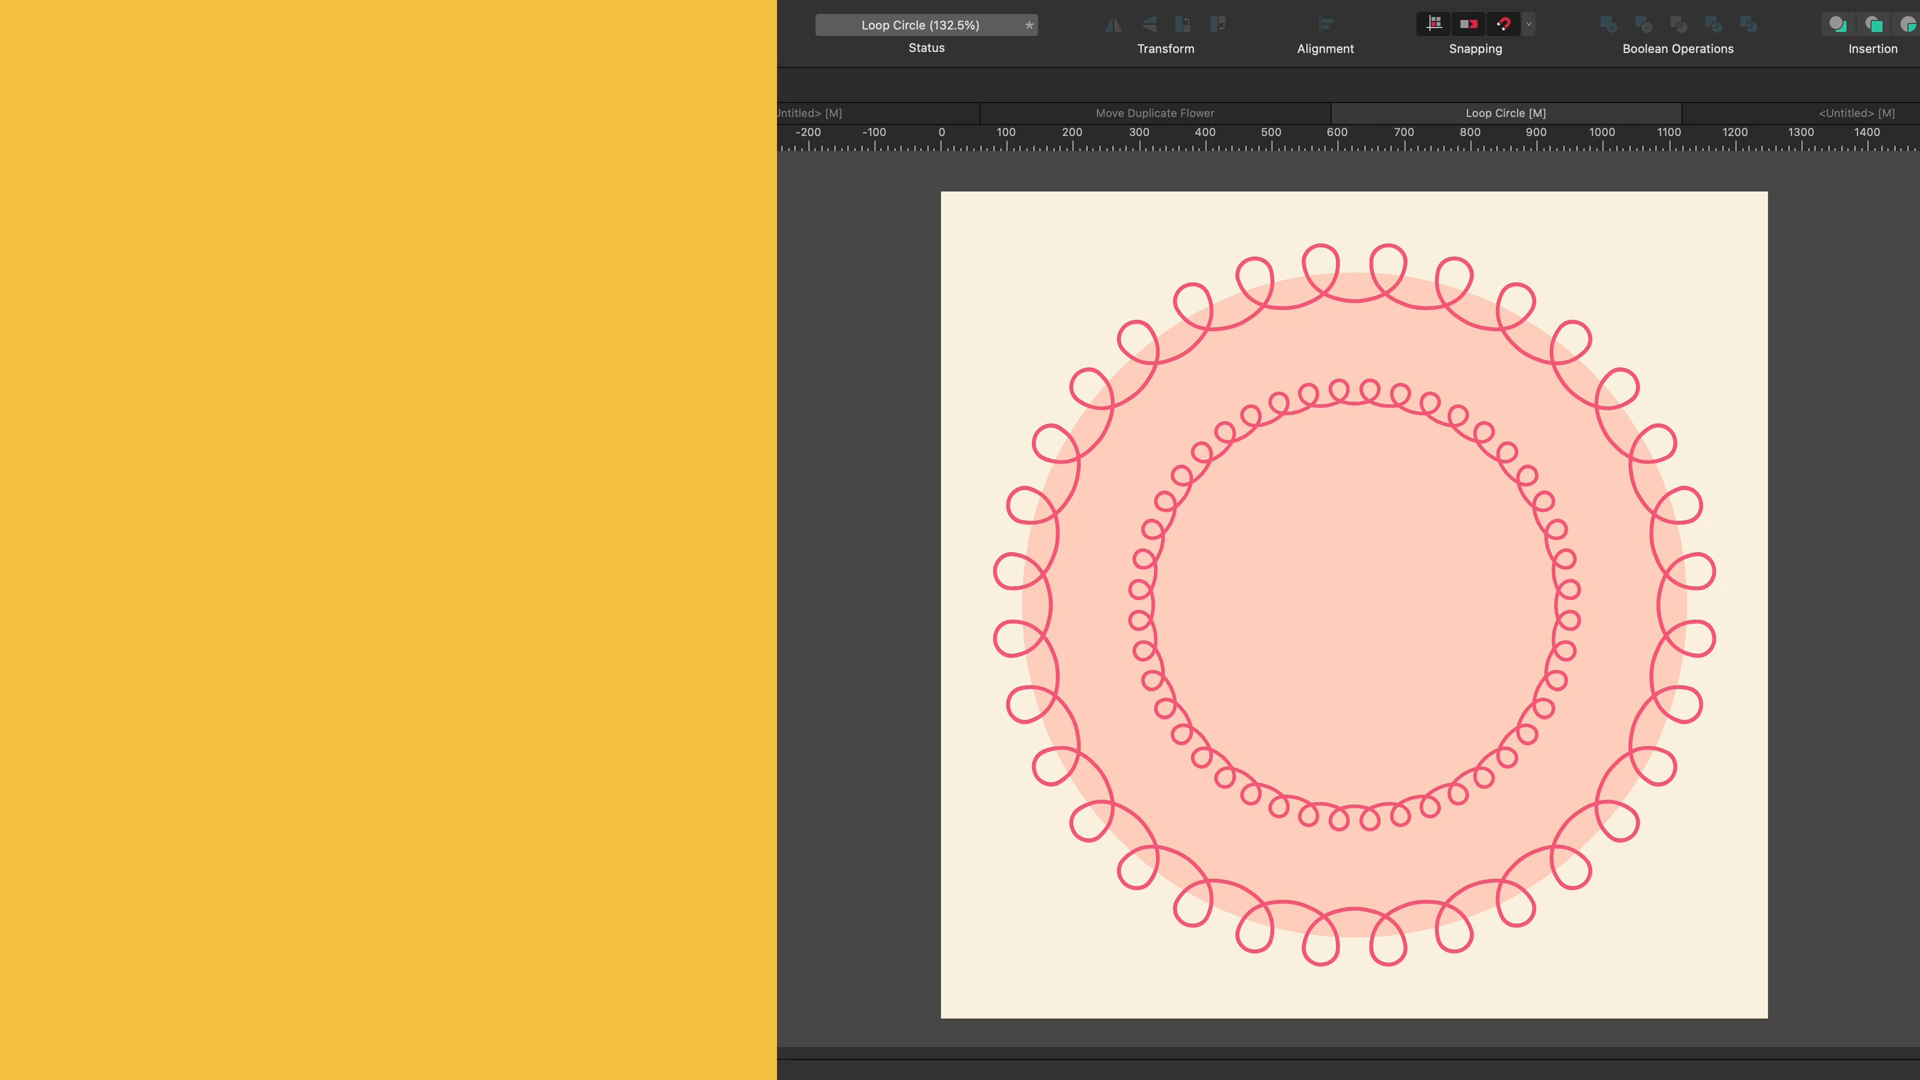 Loop Circle (132.5%) *
Status
Transform
Alignment
Snapping
Boolean Operations
Insertion
Untitled> [M]
Move Duplicate Flower
Loop Circle [M]
<Untitled> [M]
-200 -100 0 100 200 300 400 500 600 700 800 900 1000 1100 1200 1300 1400